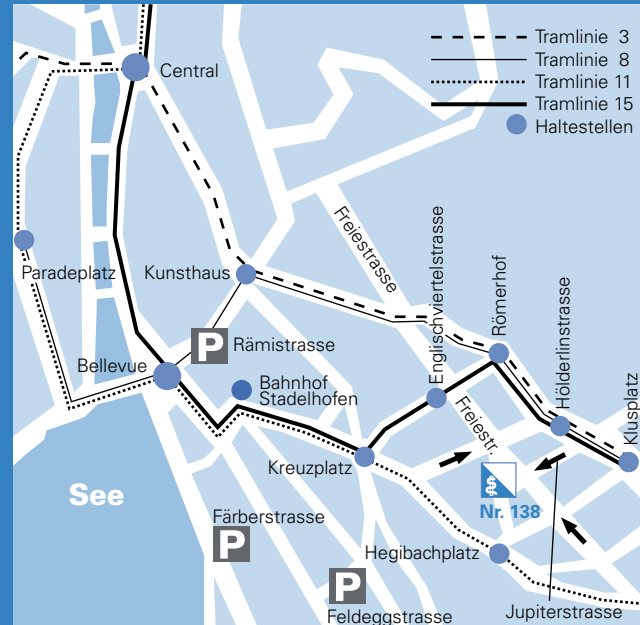 Tramlinie 3
Tramlinie 8
Tramlinie 11
Tramlinie 15
Haltestellen
Central
Freiestrasse
Englischviertelstrasse
Römerhof
Hölderlinstrasse
Klusplatz
Paradeplatz
Kunsthaus
P Rämistrasse
Bellevue
Bahnhof
Stadelhofen
Freiestr.
Kreuzplatz
See
Nr. 138
Färberstrasse
P
Hegibachplatz
P
Feldeggstrasse
Jupiterstrasse